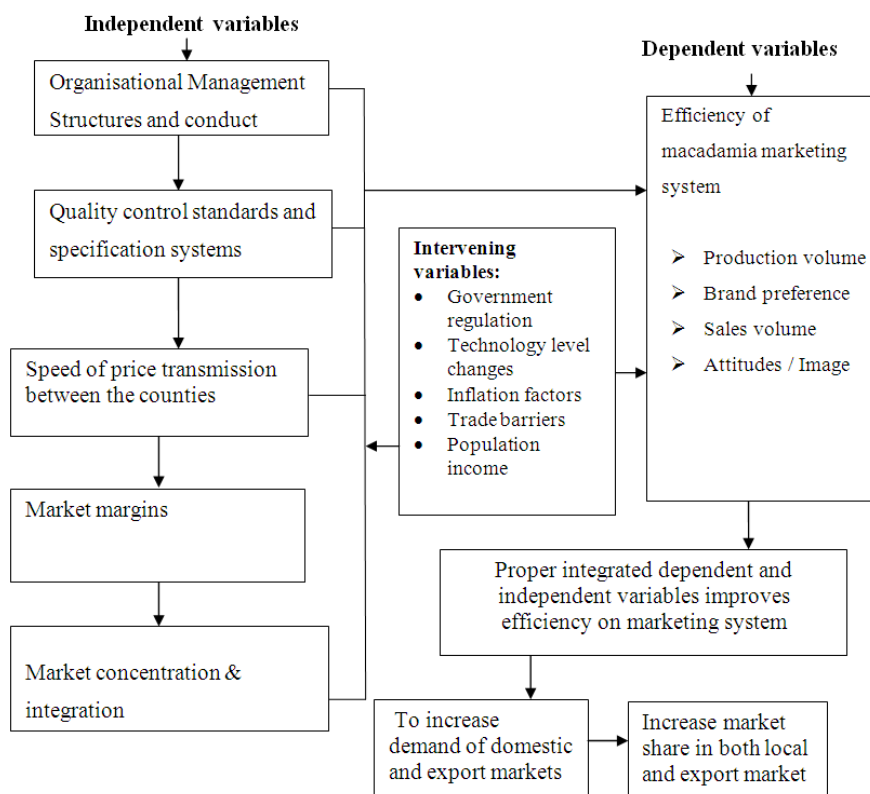 Independent variables
Organisational Management
Structures and conduct
Quality control standards and
specification systems
Speed of price transmission
between the counties
Market margins
Market concentration &
integration
Intervening
variables:
● Government
regulation
● Technology level
changes
● Inflation factors
● Trade barriers
● Population
income
Dependent variables
Efficiency of
macadamia marketing
system
➢ Production volume
➢ Brand preference
➢ Sales volume
➢ Attitudes / Image
Proper integrated dependent and
independent variables improves
efficiency on marketing system
To increase
demand of domestic
and export markets
Increase market
share in both local
and export market